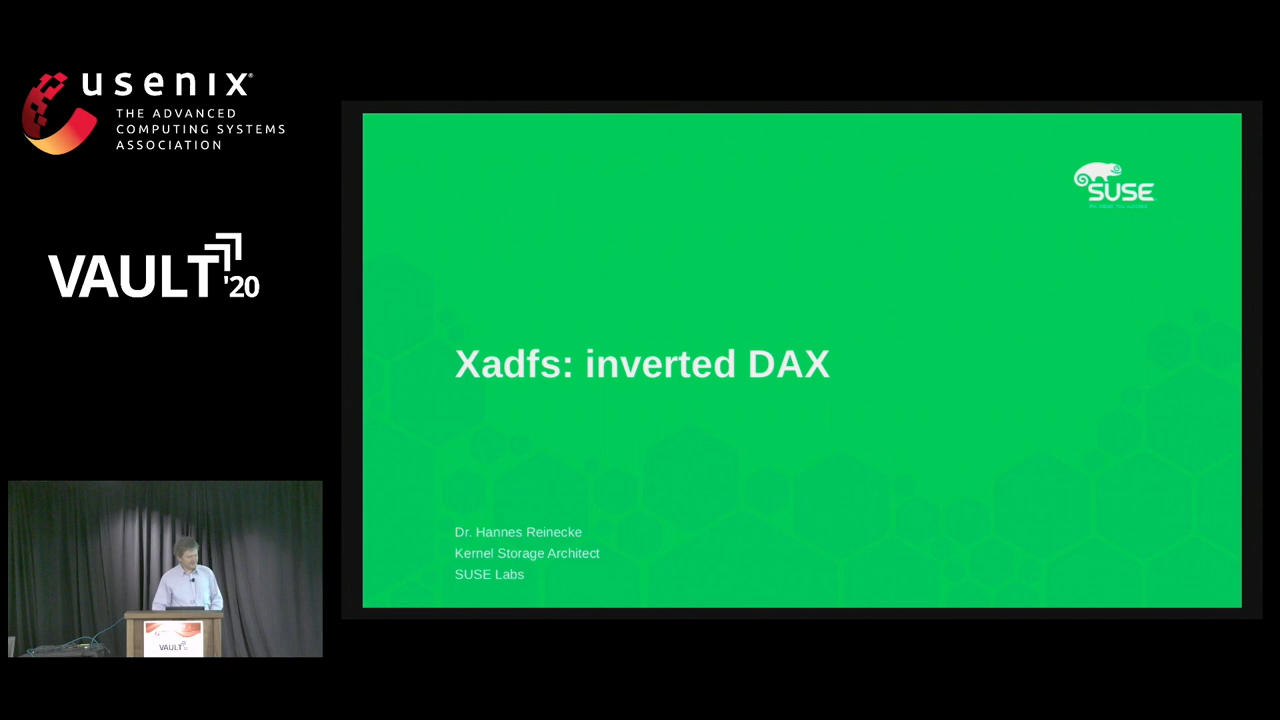 usenix®
THE ADVANCED
COMPUTING SYSTEMS
ASSOCIATION
VAULT '20
SUSE
Xadfs: inverted DAX
Dr. Hannes Reinecke
Kernel Storage Architect
SUSE Labs
VAULT